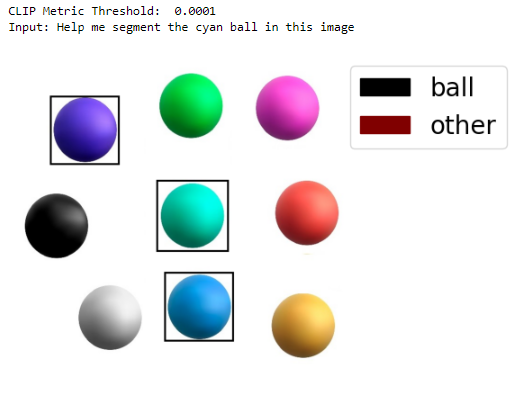 CLIP Metric Threshold:  0.0001
Input: Help me segment the cyan ball in this image
ball
other